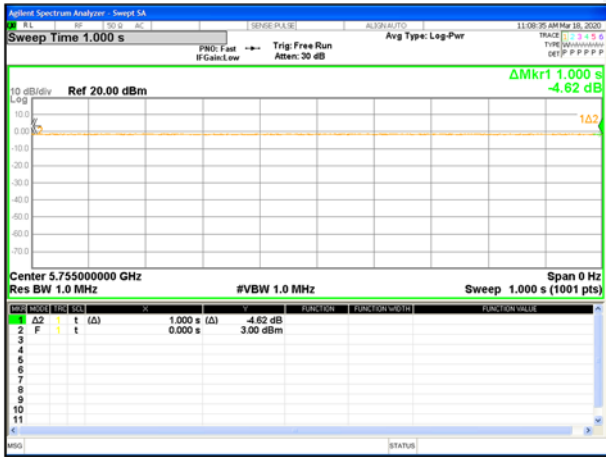 Agilent Spectrum Analyzer - Swept SA
RL RF 50 Ω AC SENSE:PULSE ALIGN AUTO 11:08:35 AM Mar 18, 2020
Sweep Time 1.000 s Avg Type: Log-Pwr TRACE 1 2 3 4 5 6
PNO: Fast Trig: Free Run TYPE
IFGain:Low Atten: 30 dB DET P P P P P P
ΔMkr1 1.000 s
10 dB/div Ref 20.00 dBm -4.62 dB
Log
10.0
1Δ2
0.00
-10.0
-20.0
-30.0
-40.0
-50.0
-60.0
-70.0
Center 5.755000000 GHz Span 0 Hz
Res BW 1.0 MHz #VBW 1.0 MHz Sweep 1.000 s (1001 pts)
MKR MODE TRC SCL X Y FUNCTION FUNCTION WIDTH FUNCTION VALUE
1 Δ2 1 t (Δ) 1.000 s (Δ) -4.62 dB
2 F 1 t 0.000 s 3.00 dBm
3
4
5
6
7
8
9
10
11
MSG STATUS